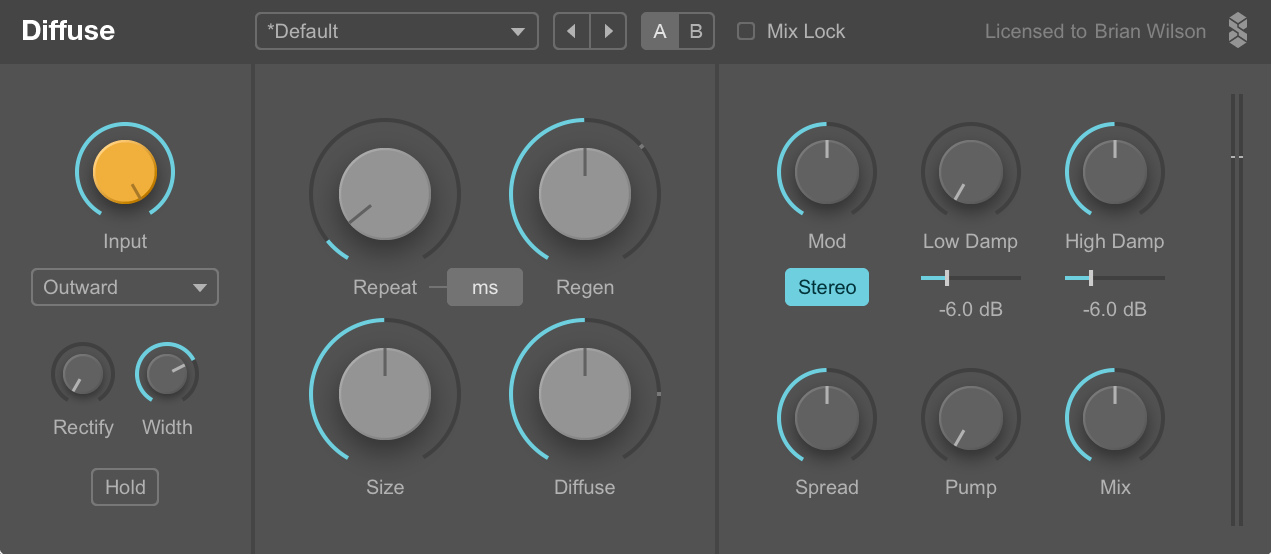 Diffuse
*Default
A B
Mix Lock
Licensed to Brian Wilson
Input
Outward
Rectify
Width
Hold
Repeat
ms
Regen
Size
Diffuse
Mod
Low Damp
High Damp
Stereo
-6.0 dB
-6.0 dB
Spread
Pump
Mix